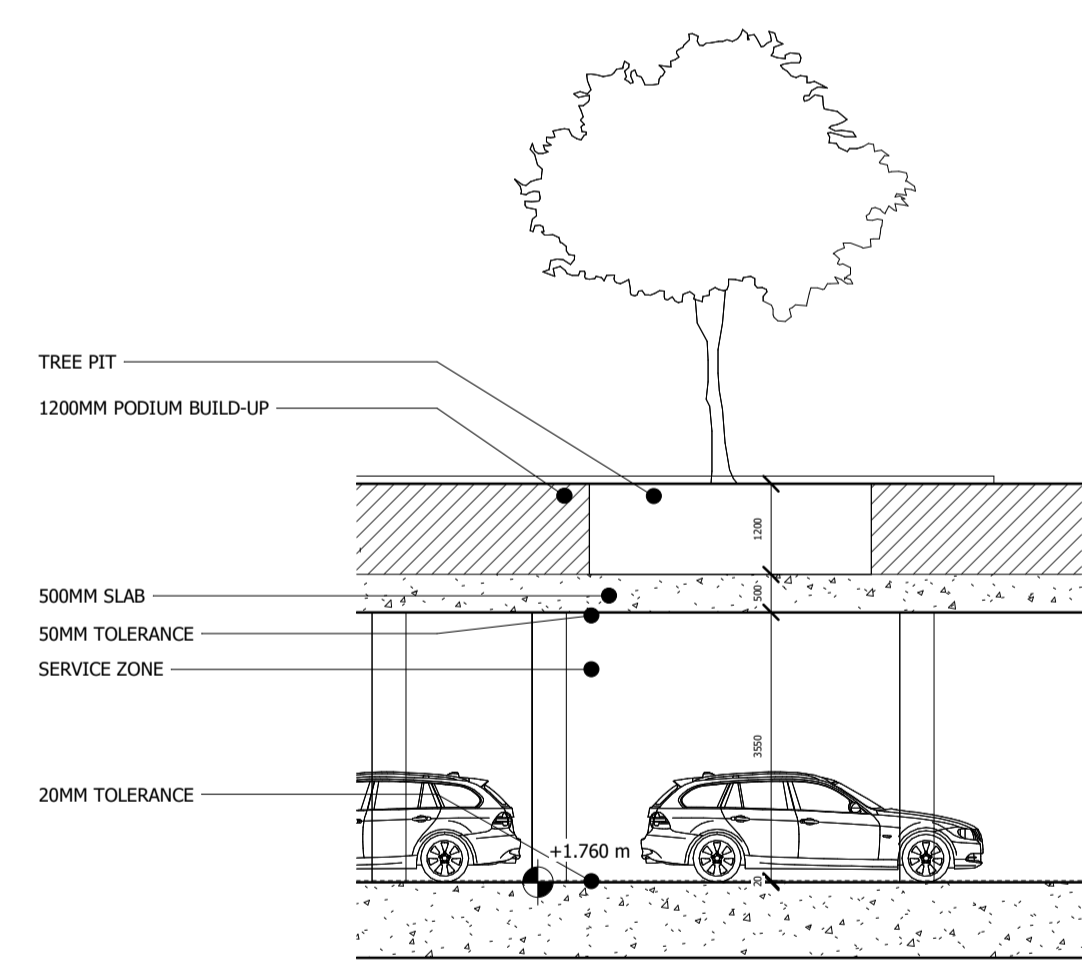 TREE PIT
1200MM PODIUM BUILD-UP
1200
500MM SLAB
500
50MM TOLERANCE
SERVICE ZONE
3550
20MM TOLERANCE
+1.760 m
20